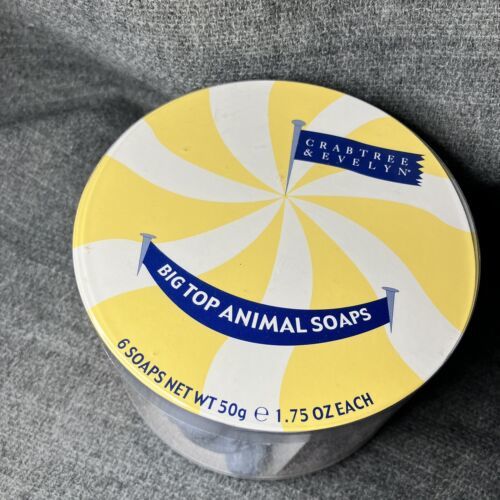 CRABTREE
& EVELYN®
BIG TOP ANIMAL SOAPS
6 SOAPS NET WT 50g ℮ 1.75 OZ EACH